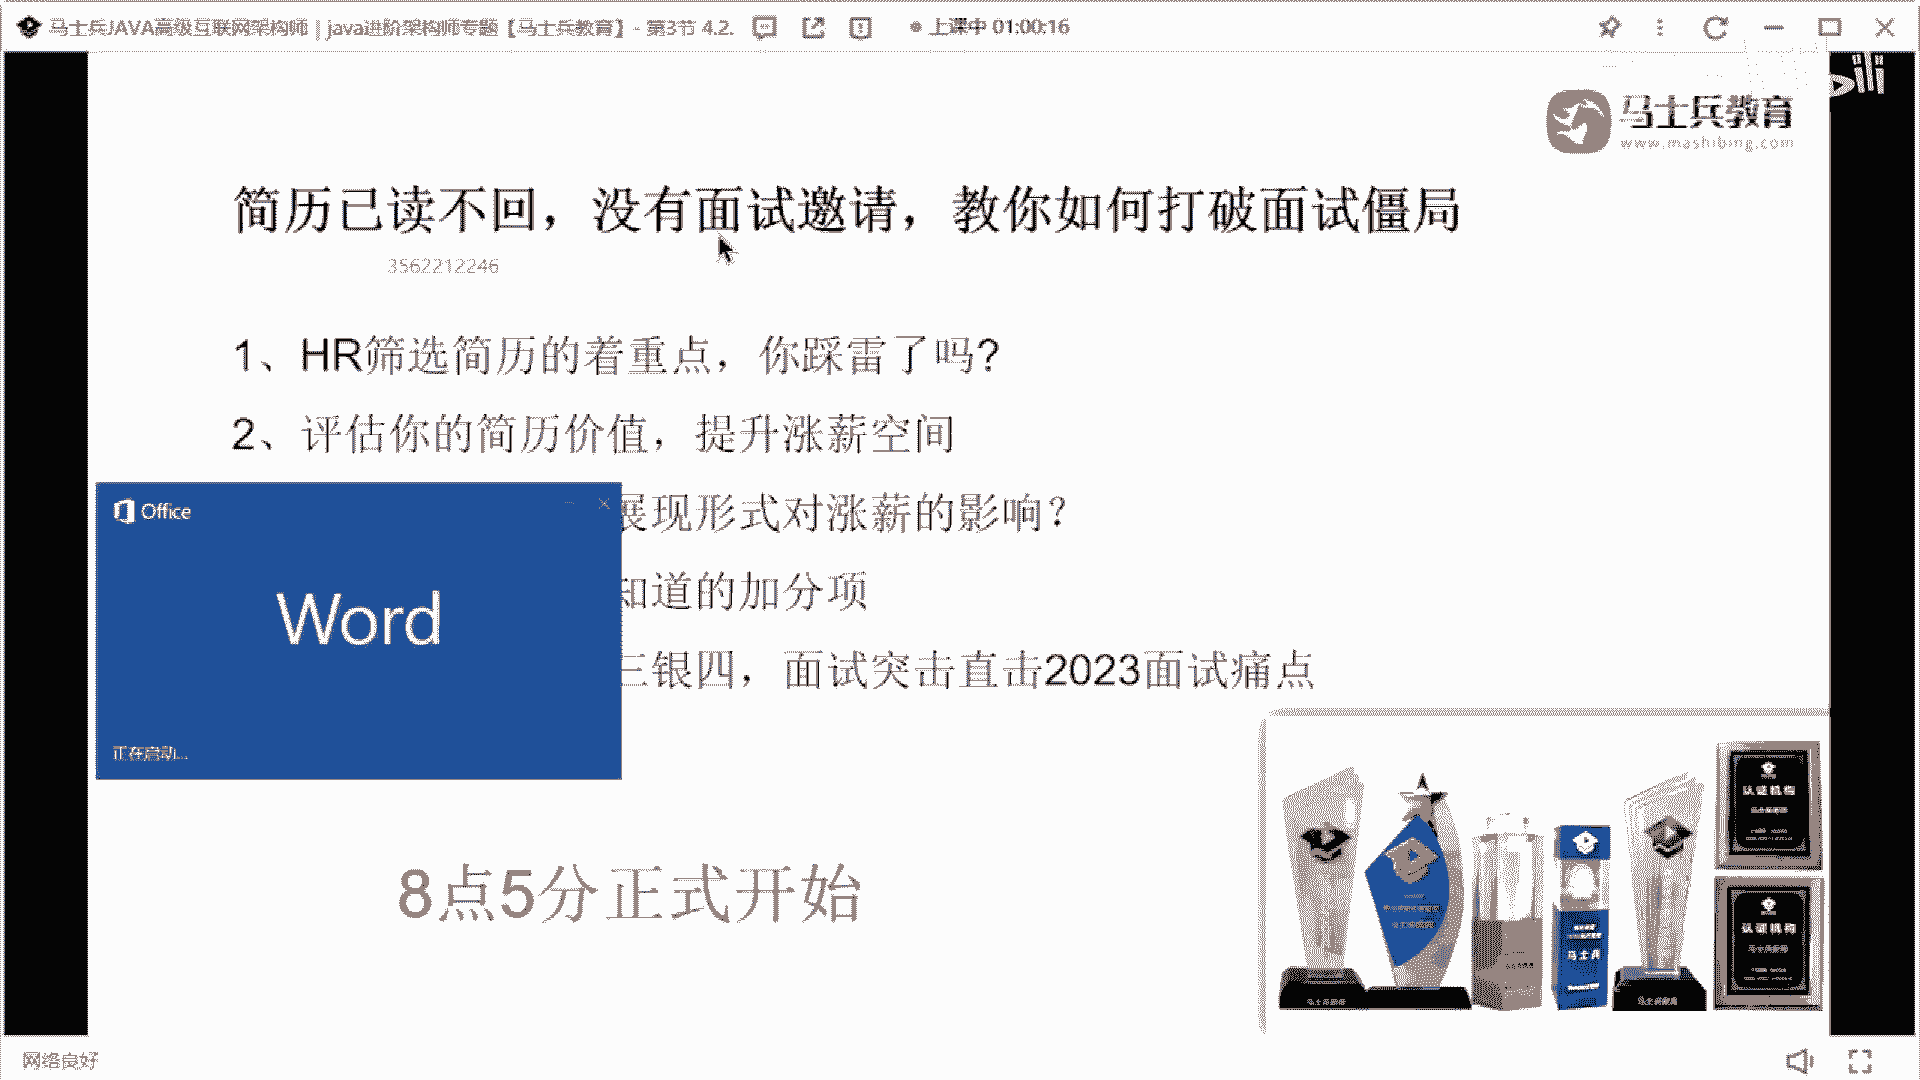 马士兵JAVA高级互联网架构师 | java进阶架构师专题【马士兵教育】- 第3节 4.2.
上课中 01:00:16
ili
马士兵教育
www.mashibing.com
简历已读不回，没有面试邀请，教你如何打破面试僵局
3562212246
1、HR筛选简历的着重点，你踩雷了吗?
2、评估你的简历价值，提升涨薪空间
展现形式对涨薪的影响?
知道的加分项
三银四，面试突击直击2023面试痛点
Office
Word
正在启动...
8点5分正式开始
认证机构
认证机构
马士兵
网络良好